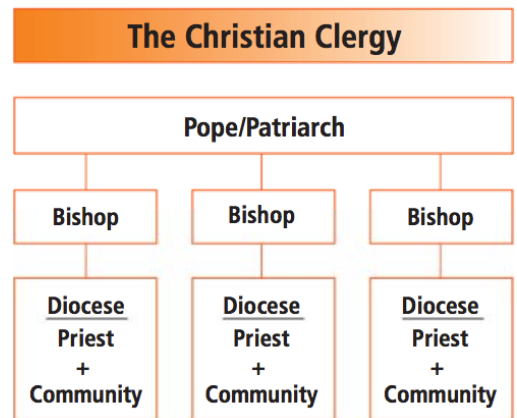 The Christian Clergy
Pope/Patriarch
Bishop
Bishop
Bishop
Diocese
Priest
+
Community
Diocese
Priest
+
Community
Diocese
Priest
+
Community